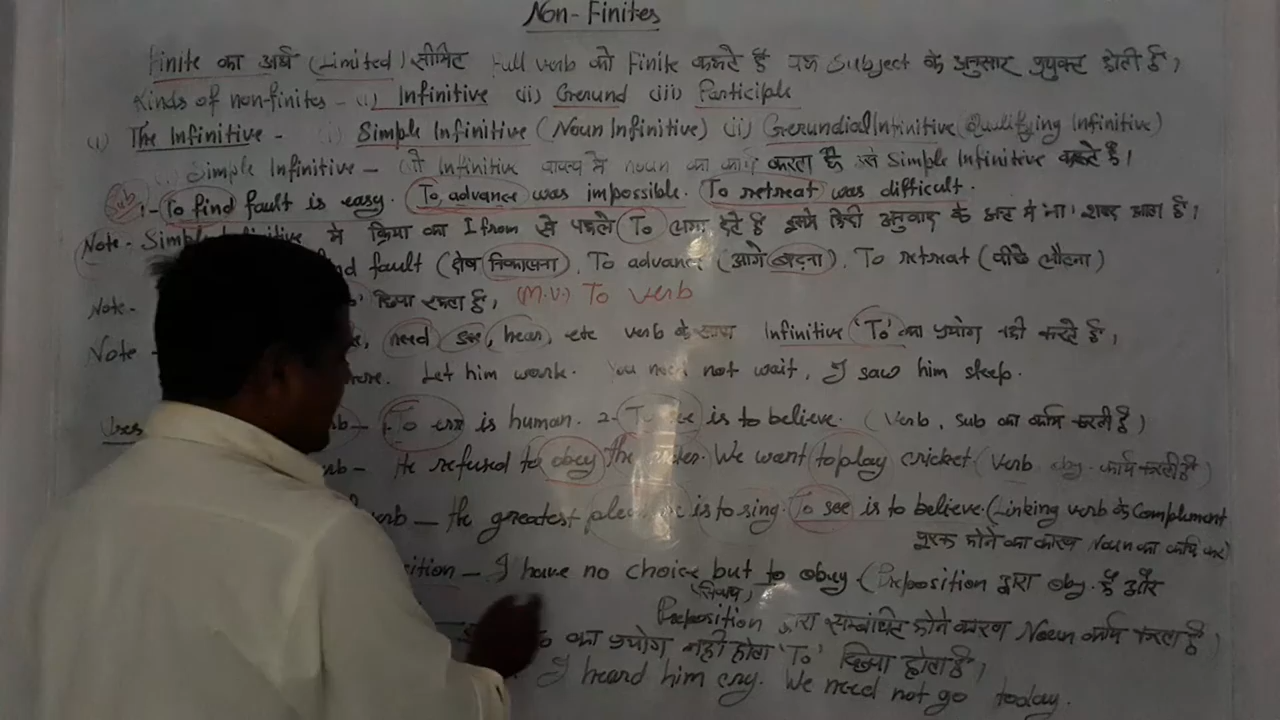 Non-Finites
Finite का अर्थ (Limited) सीमित Full verb को Finite कहते हैं यह Subject के अनुसार प्रयुक्त होती है।
Kinds of non-finites - (i) Infinitive (ii) Gerund (iii) Participle
(i) The Infinitive - (i) Simple Infinitive (Noun Infinitive) (ii) Gerundial Infinitive (Qualifying Infinitive)
Simple Infinitive - Infinitive वाक्य में noun का कार्य करता है उसे Simple Infinitive कहते हैं।
Sub :- To find fault is easy. To advance was impossible. To retreat was difficult.
Note - Simple Infinitive में क्रिया का I from से पहले To लगा देते हैं इसके हिन्दी अनुवाद के अन्त में ना शब्द आता है।
fault (दोष निकालना). To advance (आगे बढ़ना). To retreat (पीछे लौटना)
Note - छिपा रहता है, (M.V.) To verb
Note need, see, hear, etc verb के साथ Infinitive 'To' का प्रयोग नहीं करते हैं।
Let him work. You need not wait, I saw him sleep.
Uses To err is human. 2- To see is to believe. (Verb, Sub का कार्य करती है)
He refused to obey the We want to play cricket (Verb obj. कार्य करती है)
verb - The greatest is to sing. To see is to believe. (Linking verb के Complement
पूरक होने का कारण Noun का कार्य
I have no choice but to obey (Preposition द्वारा obj. है और
(सिवाय)
Preposition द्वारा सम्बंधित होने कारण Noun कार्य करता है।
का प्रयोग नहीं होता 'To' छिपा होता है।
I heard him cry. We need not go today.